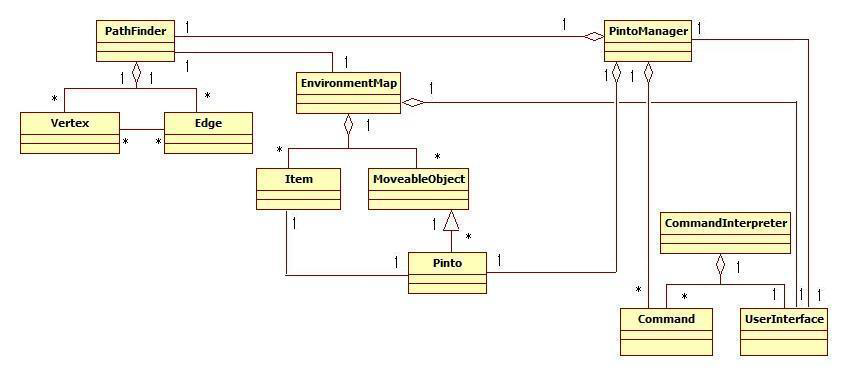 PathFinder
1
1
PintoManager
1
1
1
EnvironmentMap
1
1
1
1
1
*
*
1
Vertex
Edge
*
*
*
*
Item
MoveableObject
1
1
*
CommandInterpreter
1
Pinto
1
1
*
*
1
1
1
Command
UserInterface